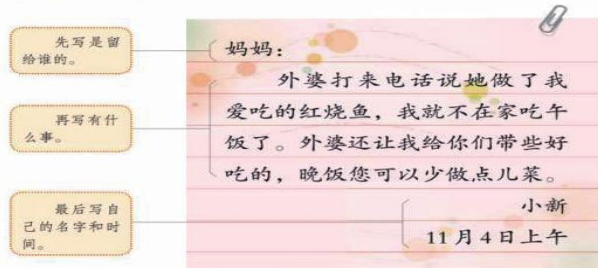 先写是留
给谁的。
妈妈：
再写有什
么事。
外婆打来电话说她做了我
爱吃的红烧鱼，我就不在家吃午
饭了。外婆还让我给你们带些好
吃的，晚饭您可以少做点儿菜。
最后写自
己的名字和时
间。
小新
11月4日上午